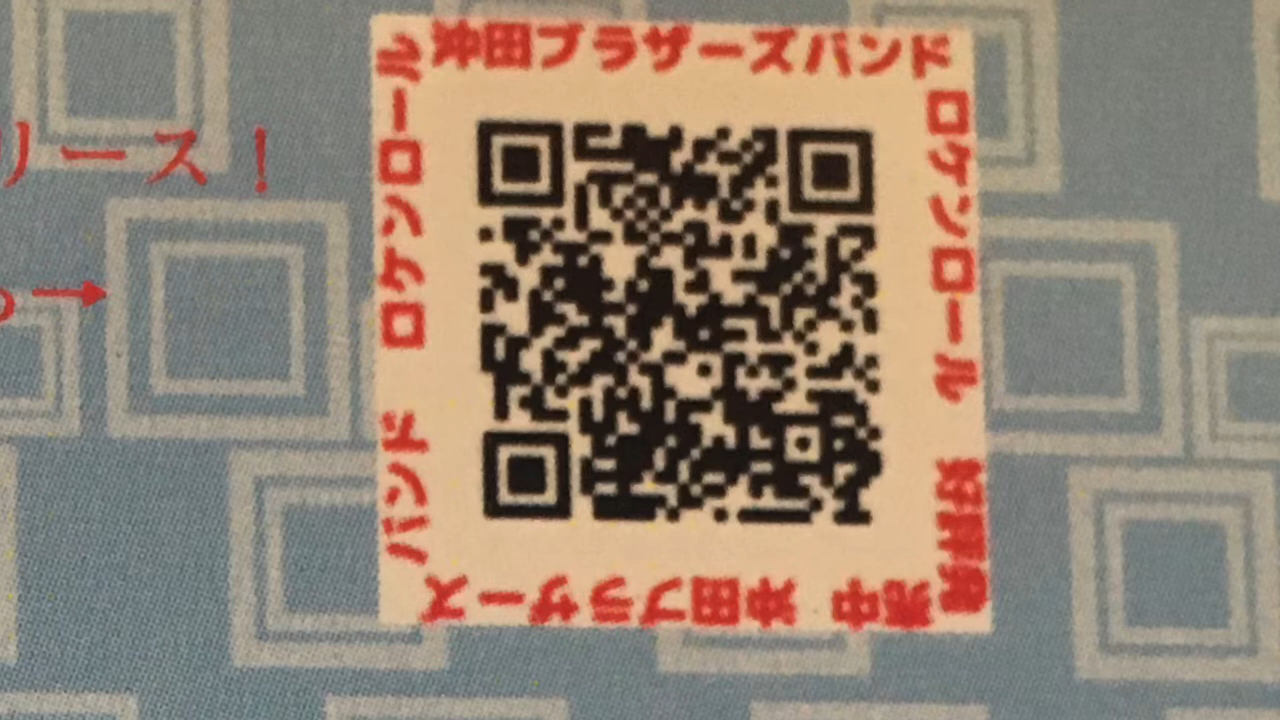 リース！
ら→
沖田ブラザーズバンド
ロケンロール 好評発
売中 沖田ブラザーズ
バンド ロケンロール